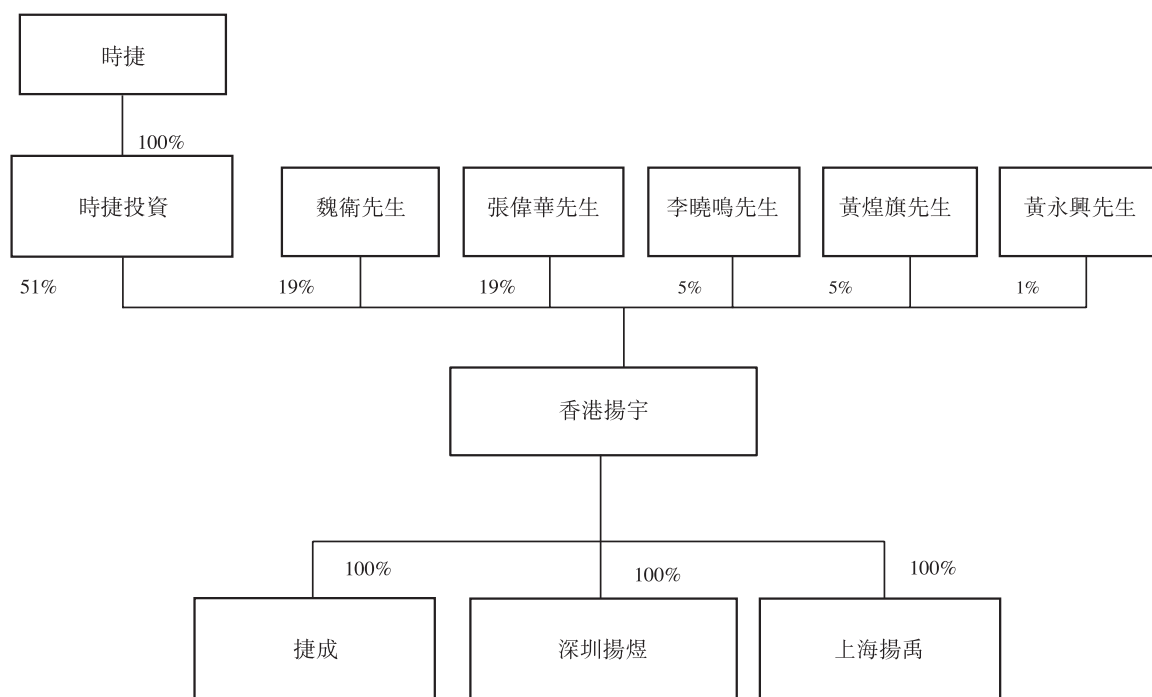 時捷
100%
時捷投資
魏衛先生
張偉華先生
李曉鳴先生
黃煌旗先生
黃永興先生
51%
19%
19%
5%
5%
1%
香港揚宇
100%
100%
100%
捷成
深圳揚煜
上海揚禹